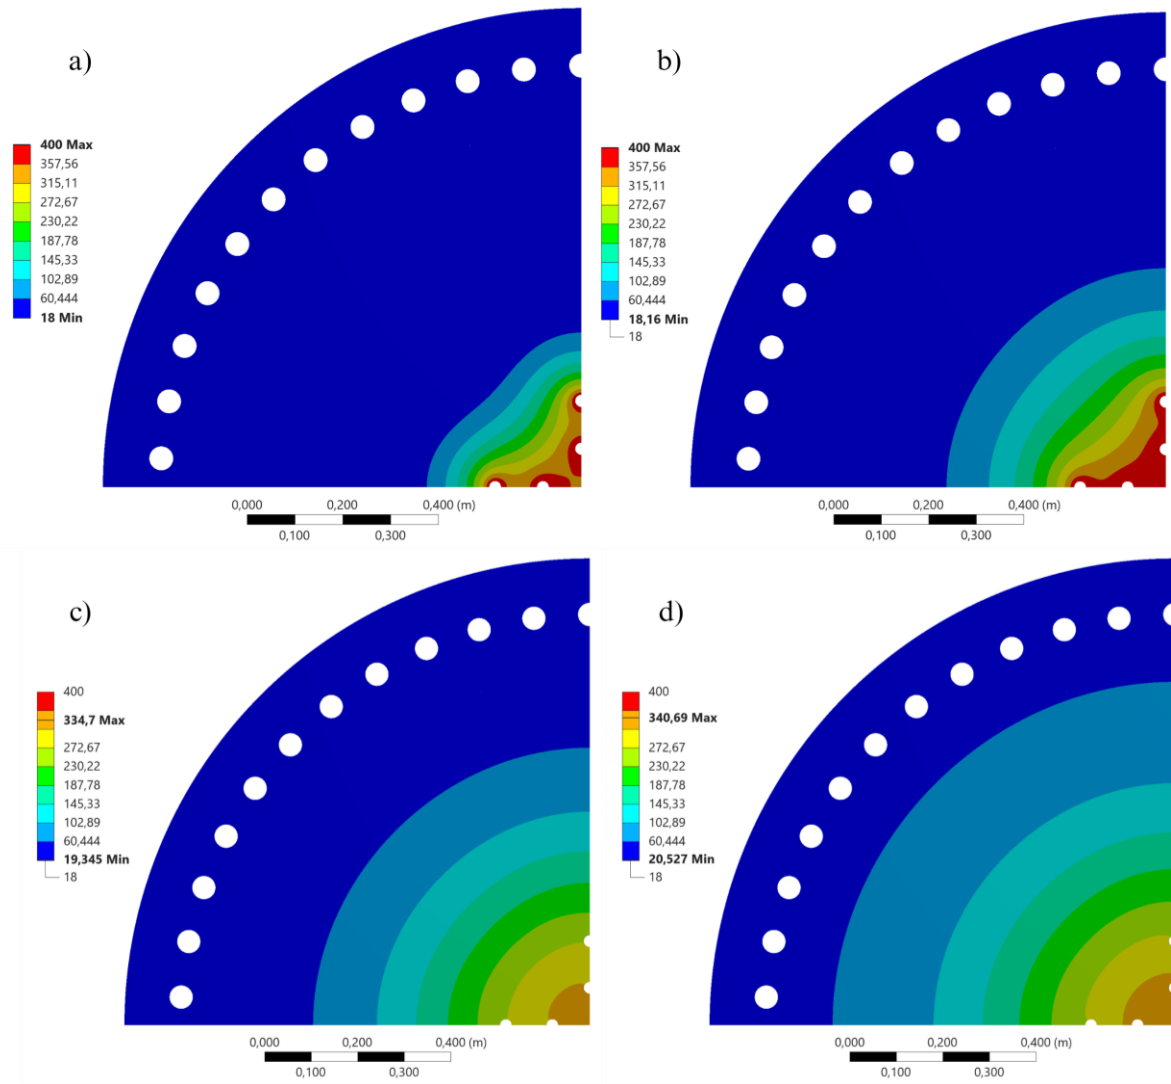 a)
400 Max
357,56
315,11
272,67
230,22
187,78
145,33
102,89
60,444
18 Min
0,000 0,200 0,400 (m)
0,100 0,300
b)
400 Max
357,56
315,11
272,67
230,22
187,78
145,33
102,89
60,444
18,16 Min
18
0,000 0,200 0,400 (m)
0,100 0,300
c)
400
334,7 Max
272,67
230,22
187,78
145,33
102,89
60,444
19,345 Min
18
0,000 0,200 0,400 (m)
0,100 0,300
d)
400
340,69 Max
272,67
230,22
187,78
145,33
102,89
60,444
20,527 Min
18
0,000 0,200 0,400 (m)
0,100 0,300